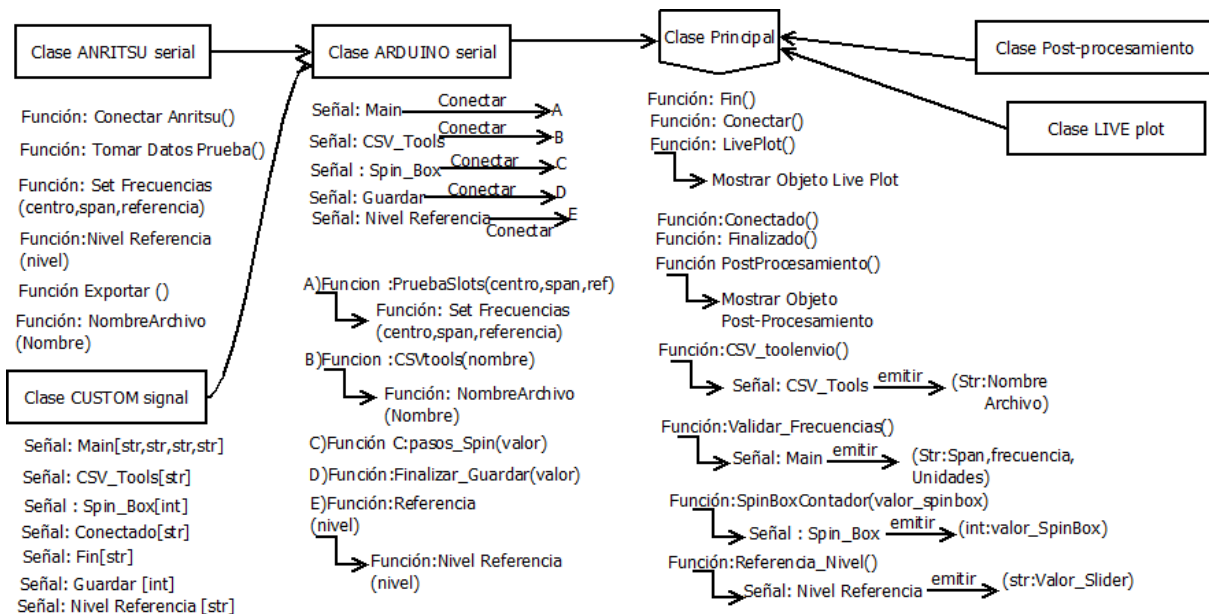 Clase ANRITSU serial
Función: Conectar Anritsu()
Función: Tomar Datos Prueba()
Función: Set Frecuencias
(centro,span,referencia)
Función:Nivel Referencia
(nivel)
Función Exportar ()
Función: NombreArchivo
(Nombre)
Clase CUSTOM signal
Señal: Main[str,str,str,str]
Señal: CSV_Tools[str]
Señal : Spin_Box[int]
Señal: Conectado[str]
Señal: Fin[str]
Señal: Guardar [int]
Señal: Nivel Referencia [str]
Clase ARDUINO serial
Señal: Main Conectar A
Señal: CSV_Tools Conectar B
Señal : Spin_Box Conectar C
Señal: Guardar Conectar D
Señal: Nivel Referencia Conectar E
A)Funcion :PruebaSlots(centro,span,ref)
Función: Set Frecuencias
(centro,span,referencia)
B)Funcion :CSVtools(nombre)
Función: NombreArchivo
(Nombre)
C)Función C:pasos_Spin(valor)
D)Función:Finalizar_Guardar(valor)
E)Función:Referencia
(nivel)
Función:Nivel Referencia
(nivel)
Clase Principal
Función: Fin()
Función: Conectar()
Función: LivePlot()
Mostrar Objeto Live Plot
Función:Conectado()
Función: Finalizado()
Función PostProcesamiento()
Mostrar Objeto
Post-Procesamiento
Función:CSV_toolenvio()
Señal: CSV_Tools emitir (Str:Nombre
Archivo)
Función:Validar_Frecuencias()
Señal: Main emitir (Str:Span,frecuencia,
Unidades)
Función:SpinBoxContador(valor_spinbox)
Señal : Spin_Box emitir (int:valor_SpinBox)
Función:Referencia_Nivel()
Señal: Nivel Referencia emitir (str:Valor_Slider)
Clase Post-procesamiento
Clase LIVE plot